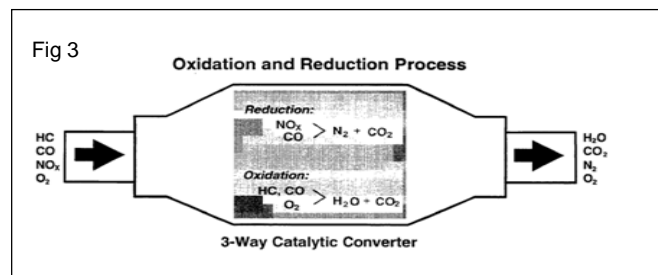 Fig 3
Oxidation and Reduction Process
HC
CO
NOX
O2
Reduction:
NOX
CO > N2 + CO2
Oxidation:
HC, CO
O2 > H2O + CO2
H2O
CO2
N2
O2
3-Way Catalytic Converter